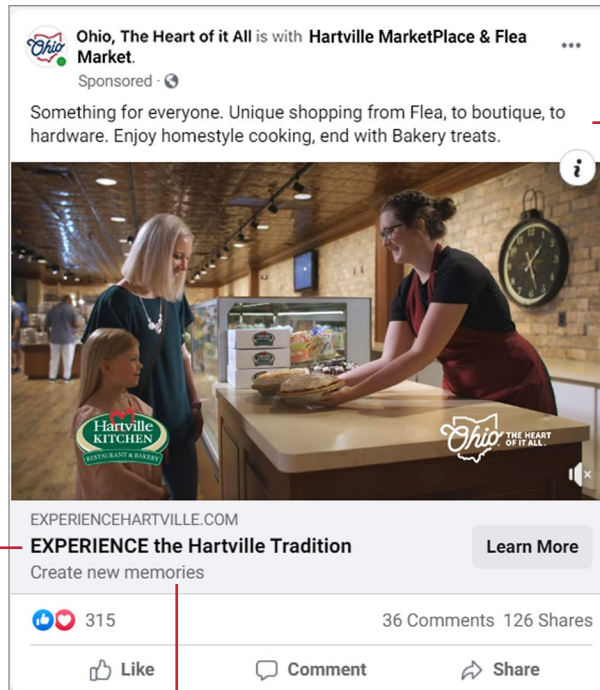 Ohio
Ohio, The Heart of it All is with Hartville MarketPlace & Flea
Market.
Sponsored ·
Something for everyone. Unique shopping from Flea, to boutique, to
hardware. Enjoy homestyle cooking, end with Bakery treats.
i
Hartville
KITCHEN
RESTAURANT & BAKERY
Ohio THE HEART
OF IT ALL.
EXPERIENCEHARTVILLE.COM
EXPERIENCE the Hartville Tradition
Learn More
Create new memories
315
36 Comments 126 Shares
Like
Comment
Share